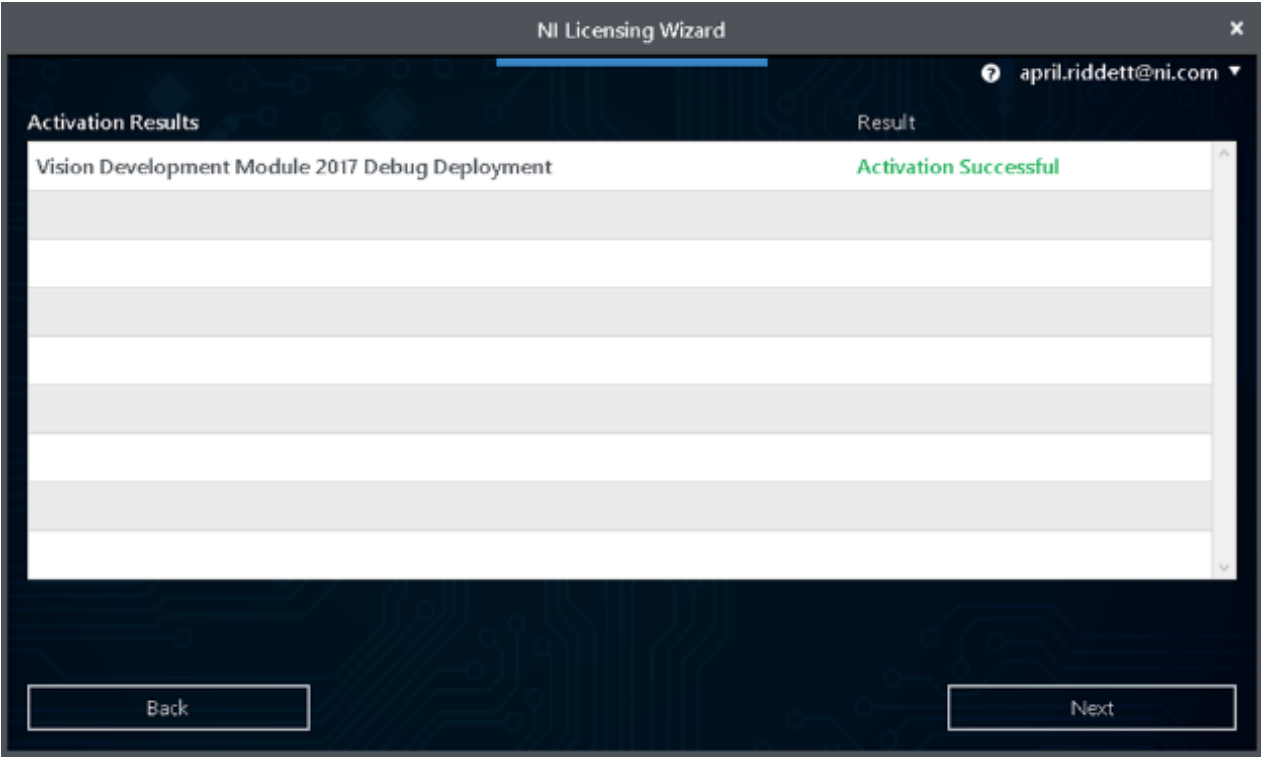 NI Licensing Wizard
april.riddett@ni.com
Activation Results Result
Vision Development Module 2017 Debug Deployment Activation Successful
Back Next